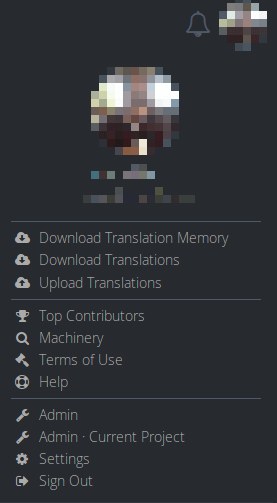 Download Translation Memory
Download Translations
Upload Translations
Top Contributors
Machinery
Terms of Use
Help
Admin
Admin · Current Project
Settings
Sign Out